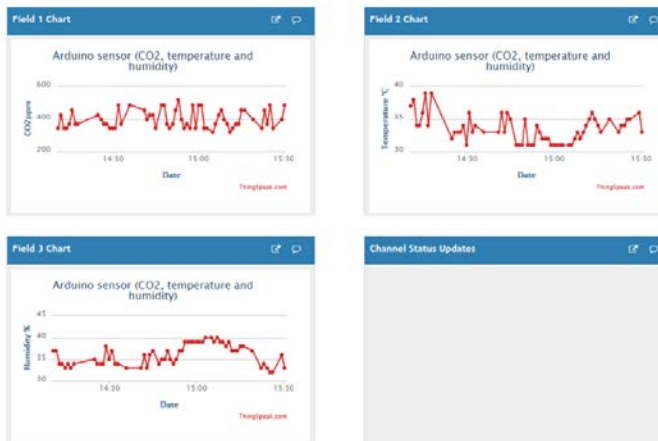 Field 1 Chart
Arduino sensor (CO2, temperature and
humidity)
600
400
200
CO2 ppm
14:30
15:00
15:30
Date
ThingSpeak.com
Field 2 Chart
Arduino sensor (CO2, temperature and
humidity)
40
35
30
Temperature °C
14:30
15:00
15:30
Date
ThingSpeak.com
Field 3 Chart
Arduino sensor (CO2, temperature and
humidity)
45
40
35
30
Humidity %
14:30
15:00
15:30
Date
ThingSpeak.com
Channel Status Updates